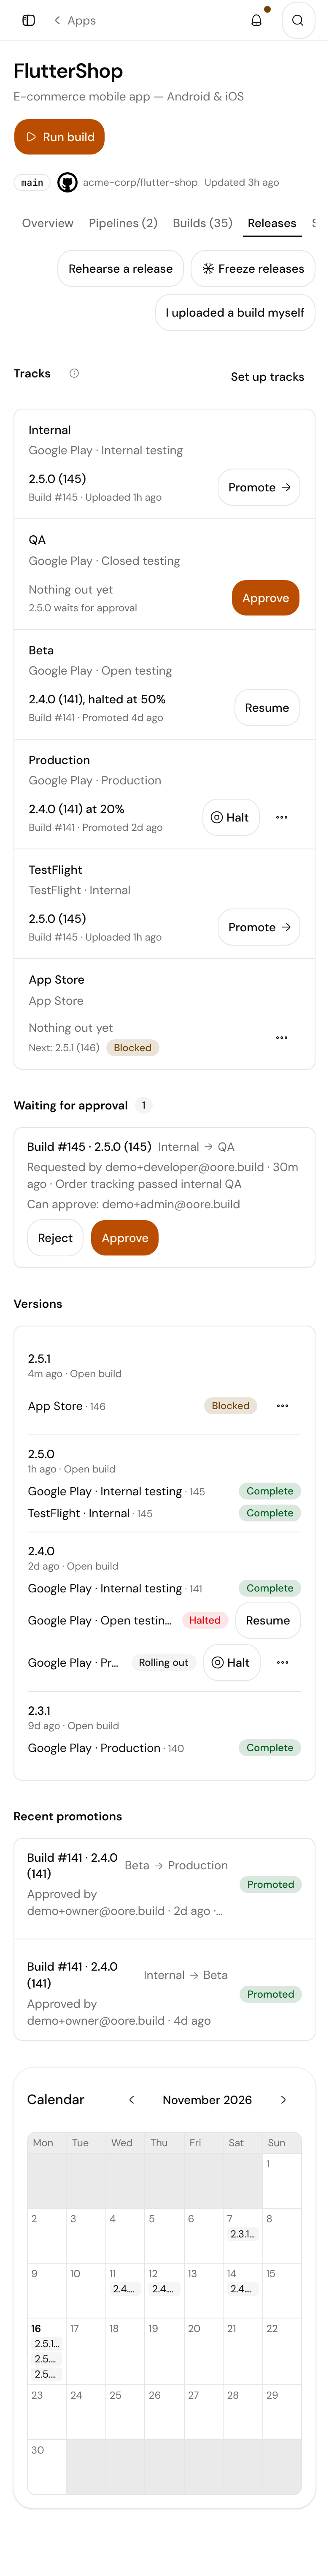 Apps
FlutterShop
E-commerce mobile app — Android & iOS
Run build
main acme-corp/flutter-shop Updated 3h ago
Overview Pipelines (2) Builds (35) Releases S
Rehearse a release Freeze releases
I uploaded a build myself
Tracks Set up tracks
Internal
Google Play · Internal testing
2.5.0 (145)
Build #145 · Uploaded 1h ago
Promote →
QA
Google Play · Closed testing
Nothing out yet
2.5.0 waits for approval
Approve
Beta
Google Play · Open testing
2.4.0 (141), halted at 50%
Build #141 · Promoted 4d ago
Resume
Production
Google Play · Production
2.4.0 (141) at 20%
Build #141 · Promoted 2d ago
Halt
TestFlight
TestFlight · Internal
2.5.0 (145)
Build #145 · Uploaded 1h ago
Promote →
App Store
App Store
Nothing out yet
Next: 2.5.1 (146) Blocked
Waiting for approval 1
Build #145 · 2.5.0 (145) Internal → QA
Requested by demo+developer@oore.build · 30m
ago · Order tracking passed internal QA
Can approve: demo+admin@oore.build
Reject Approve
Versions
2.5.1
4m ago · Open build
App Store · 146 Blocked
2.5.0
1h ago · Open build
Google Play · Internal testing · 145 Complete
TestFlight · Internal · 145 Complete
2.4.0
2d ago · Open build
Google Play · Internal testing · 141 Complete
Google Play · Open testin... Halted Resume
Google Play · Pr... Rolling out Halt
2.3.1
9d ago · Open build
Google Play · Production · 140 Complete
Recent promotions
Build #141 · 2.4.0
(141)
Beta → Production
Approved by
demo+owner@oore.build · 2d ago ·...
Promoted
Build #141 · 2.4.0
(141)
Internal → Beta
Approved by
demo+owner@oore.build · 4d ago
Promoted
Calendar November 2026
Mon Tue Wed Thu Fri Sat Sun
1
2 3 4 5 6 7 8
2.3.1...
9 10 11 12 13 14 15
2.4.... 2.4.... 2.4....
16 17 18 19 20 21 22
2.5.1...
2.5....
2.5....
23 24 25 26 27 28 29
30